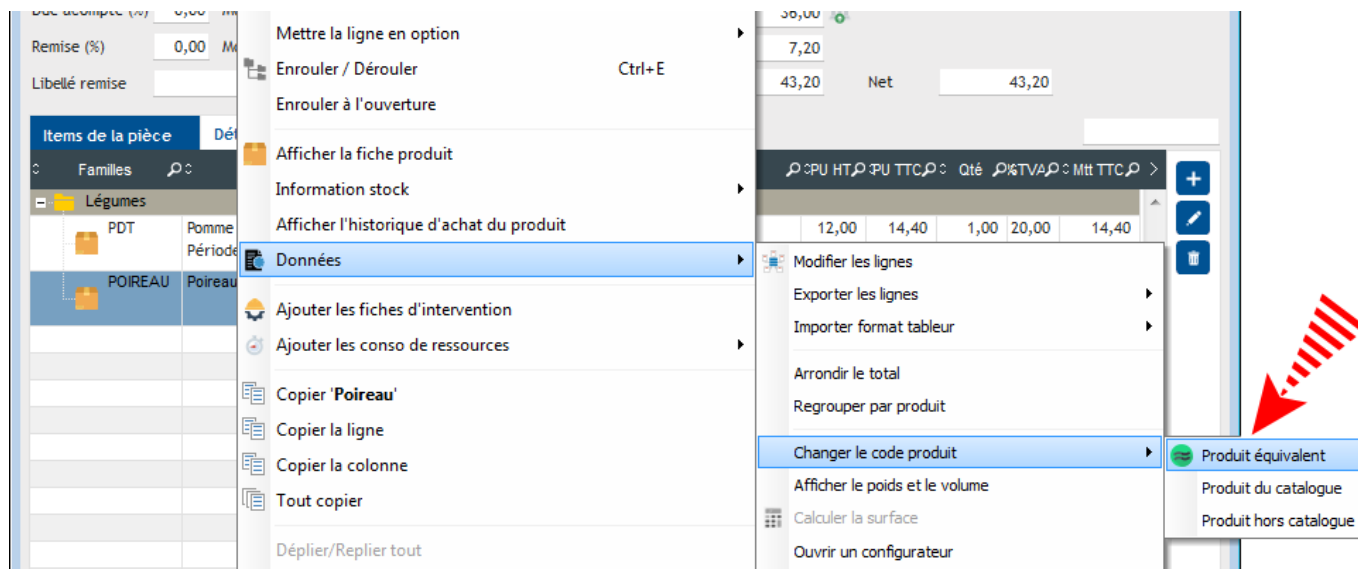 0,00
36,00
Mettre la ligne en option
Remise (%) 0,00
7,20
Enrouler / Dérouler Ctrl+E
Libellé remise
43,20 Net 43,20
Enrouler à l'ouverture
Items de la pièce
Afficher la fiche produit
Familles
PU HT PU TTC Qté %TVA Mtt TTC
Information stock
Légumes
Afficher l'historique d'achat du produit
PDT Pomme
12,00 14,40 1,00 20,00 14,40
Données
Modifier les lignes
POIREAU Poireau
Exporter les lignes
Ajouter les fiches d'intervention
Importer format tableur
Ajouter les conso de ressources
Arrondir le total
Copier 'Poireau'
Regrouper par produit
Copier la ligne
Changer le code produit
Produit équivalent
Copier la colonne
Afficher le poids et le volume
Produit du catalogue
Tout copier
Calculer la surface
Produit hors catalogue
Déplier/Replier tout
Ouvrir un configurateur